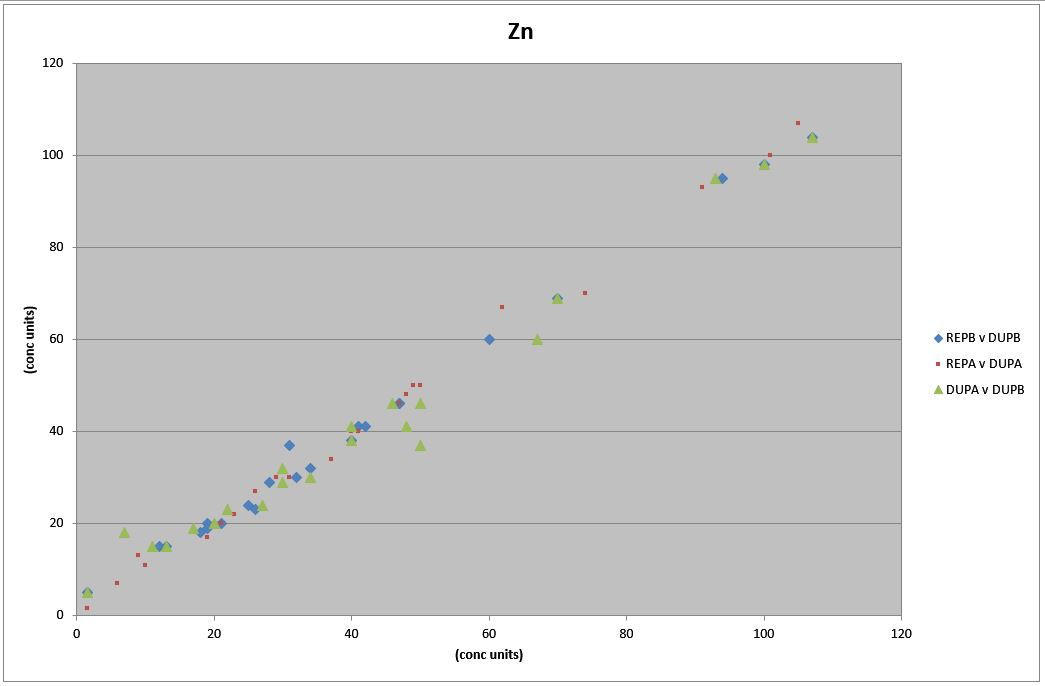 Zn
120
100
80
60
40
20
0
(conc units)
0 20 40 60 80 100 120
(conc units)
REPB v DUPB
REPA v DUPA
DUPA v DUPB